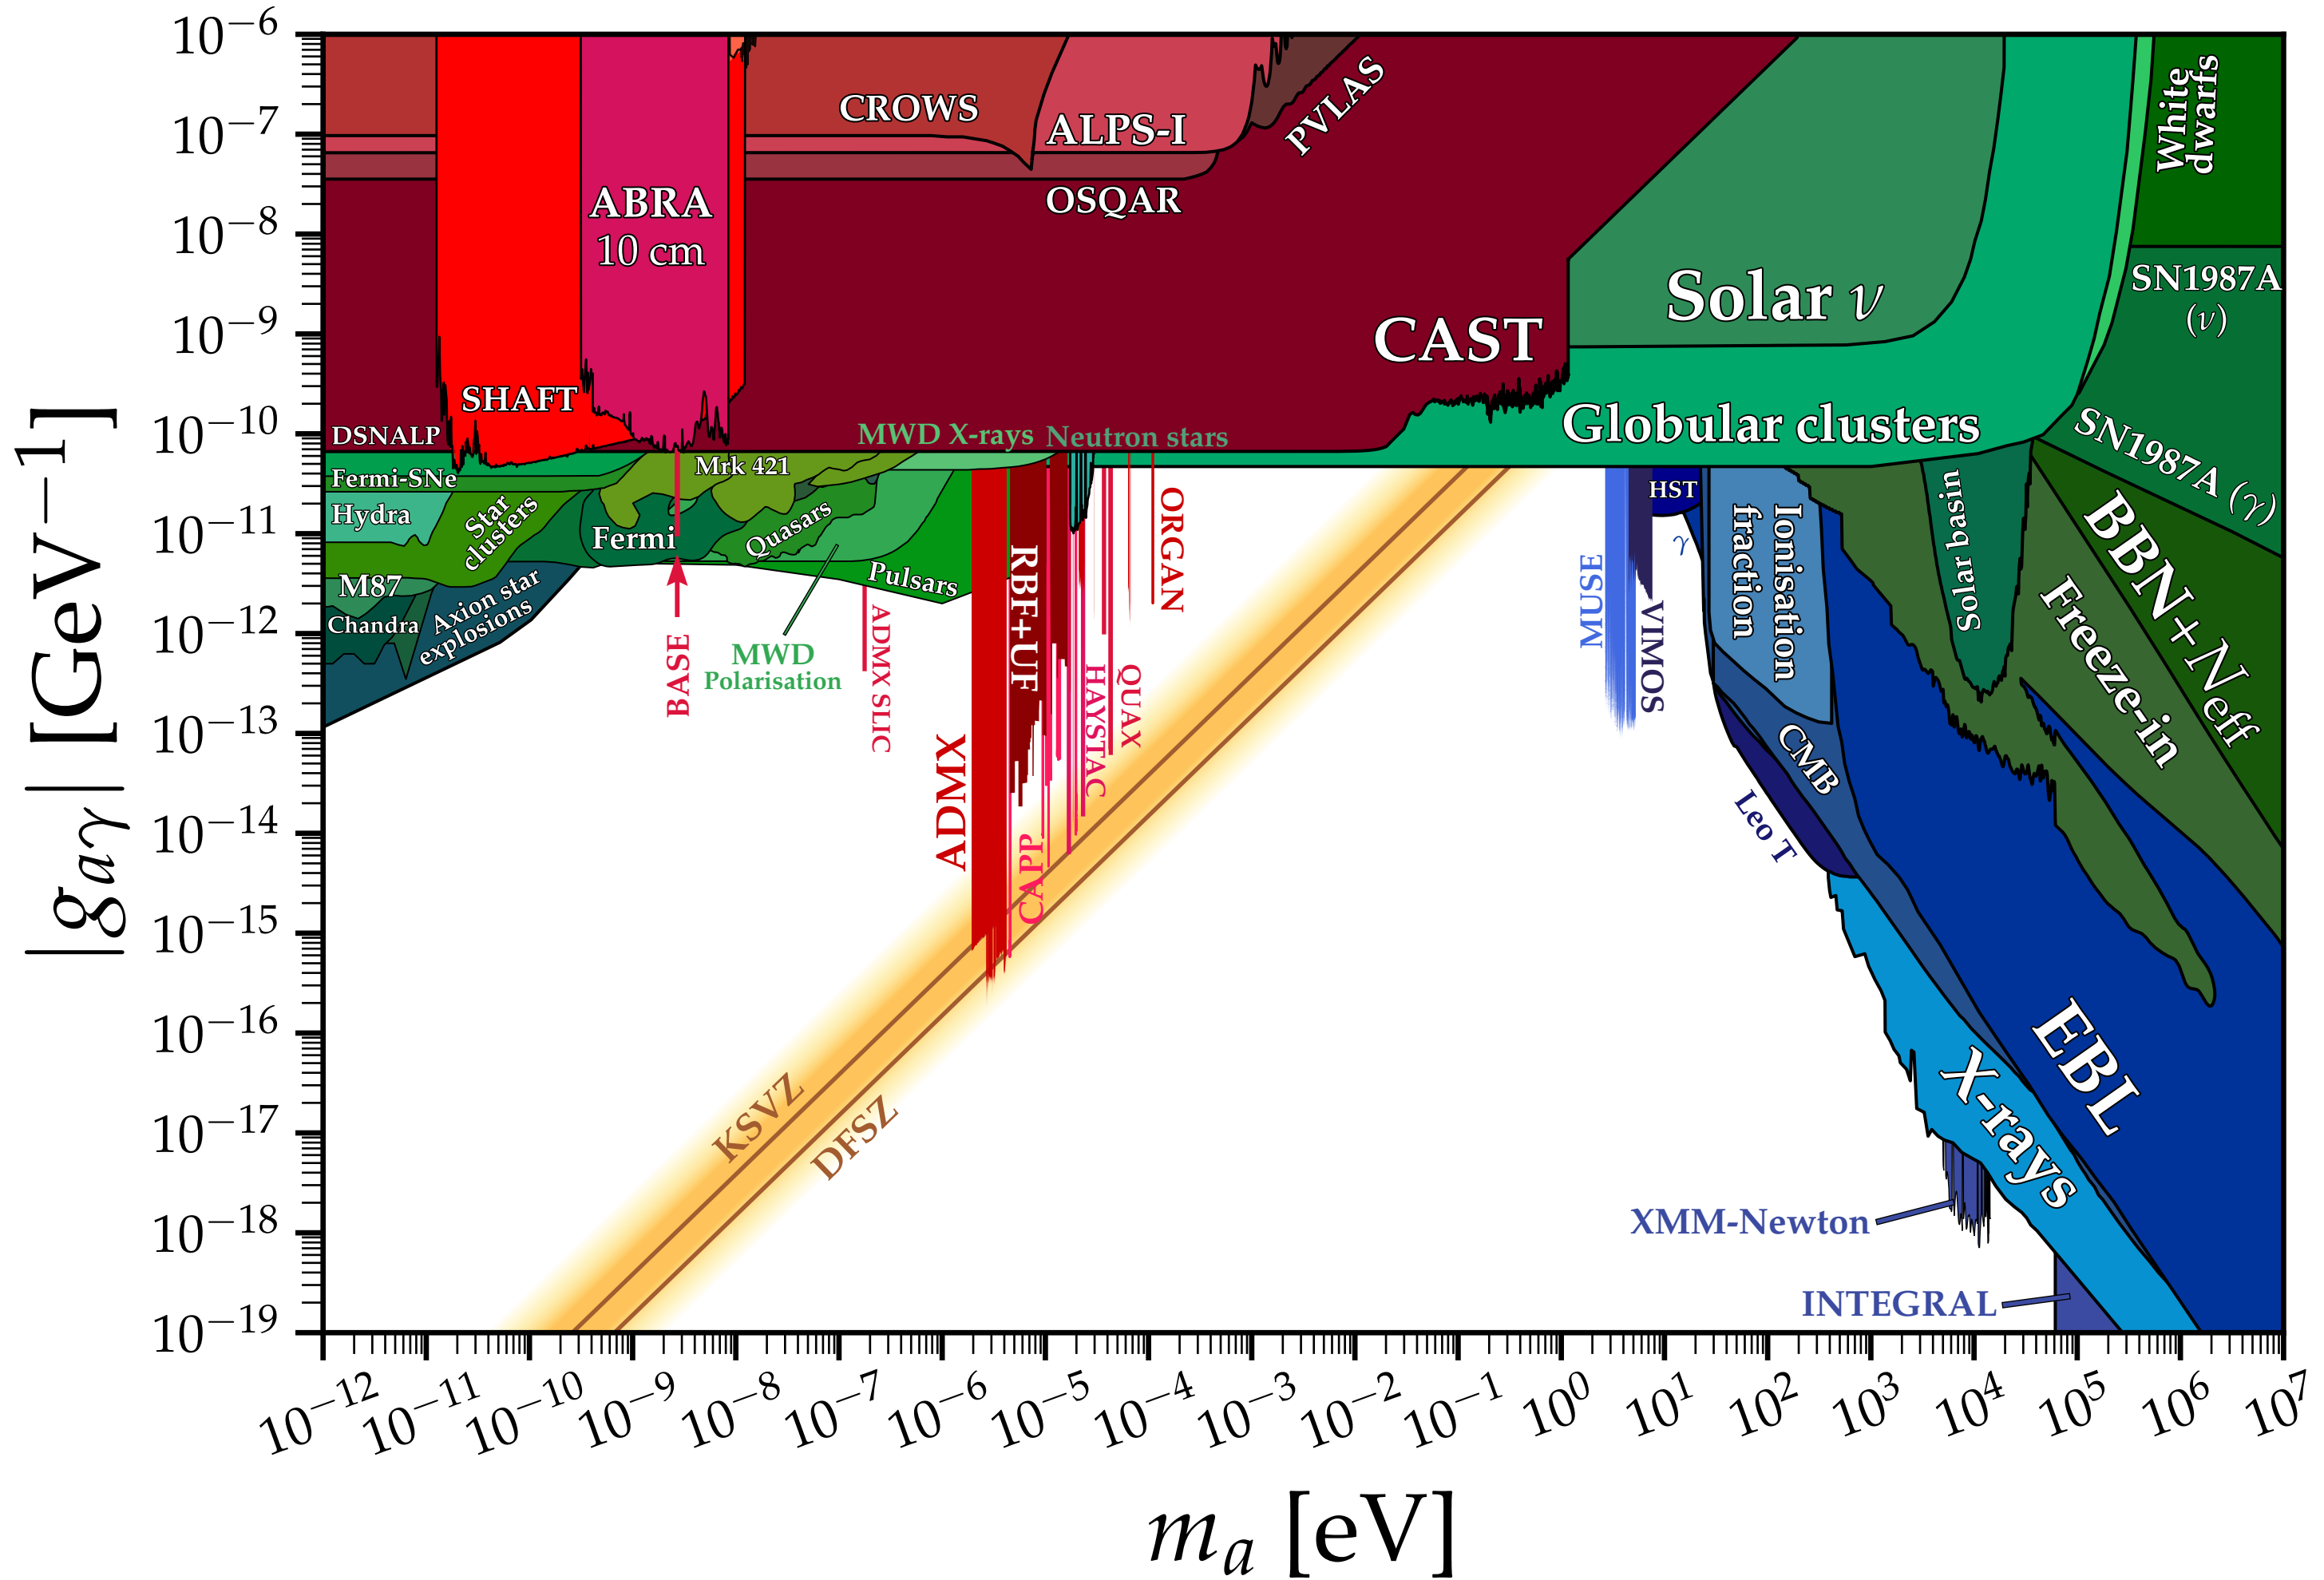 |g_{aγ}| [GeV^{−1}]
10^{−6}
10^{−7}
10^{−8}
10^{−9}
10^{−10}
10^{−11}
10^{−12}
10^{−13}
10^{−14}
10^{−15}
10^{−16}
10^{−17}
10^{−18}
10^{−19}
CROWS
ALPS-I
PVLAS
OSQAR
ABRA
10 cm
SHAFT
CAST
Solar ν
Globular clusters
White
dwarfs
SN1987A
(ν)
SN1987A (γ)
DSNALP
Fermi-SNe
Hydra
Star
clusters
M87
Chandra
Axion star
explosions
Fermi
Mrk 421
Quasars
MWD X-rays
Neutron stars
Pulsars
MWD
Polarisation
BASE
ADMX SLIC
ADMX
RBF+UF
CAPP
HAYSTAC
QUAX
ORGAN
KSVZ
DFSZ
MUSE
VIMOS
HST
γ
Ionisation
fraction
Solar basin
BBN+N_{eff}
Freeze-in
CMB
Leo T
EBL
X-rays
XMM-Newton
INTEGRAL
10^{−12}
10^{−11}
10^{−10}
10^{−9}
10^{−8}
10^{−7}
10^{−6}
10^{−5}
10^{−4}
10^{−3}
10^{−2}
10^{−1}
10^{0}
10^{1}
10^{2}
10^{3}
10^{4}
10^{5}
10^{6}
10^{7}
m_a [eV]